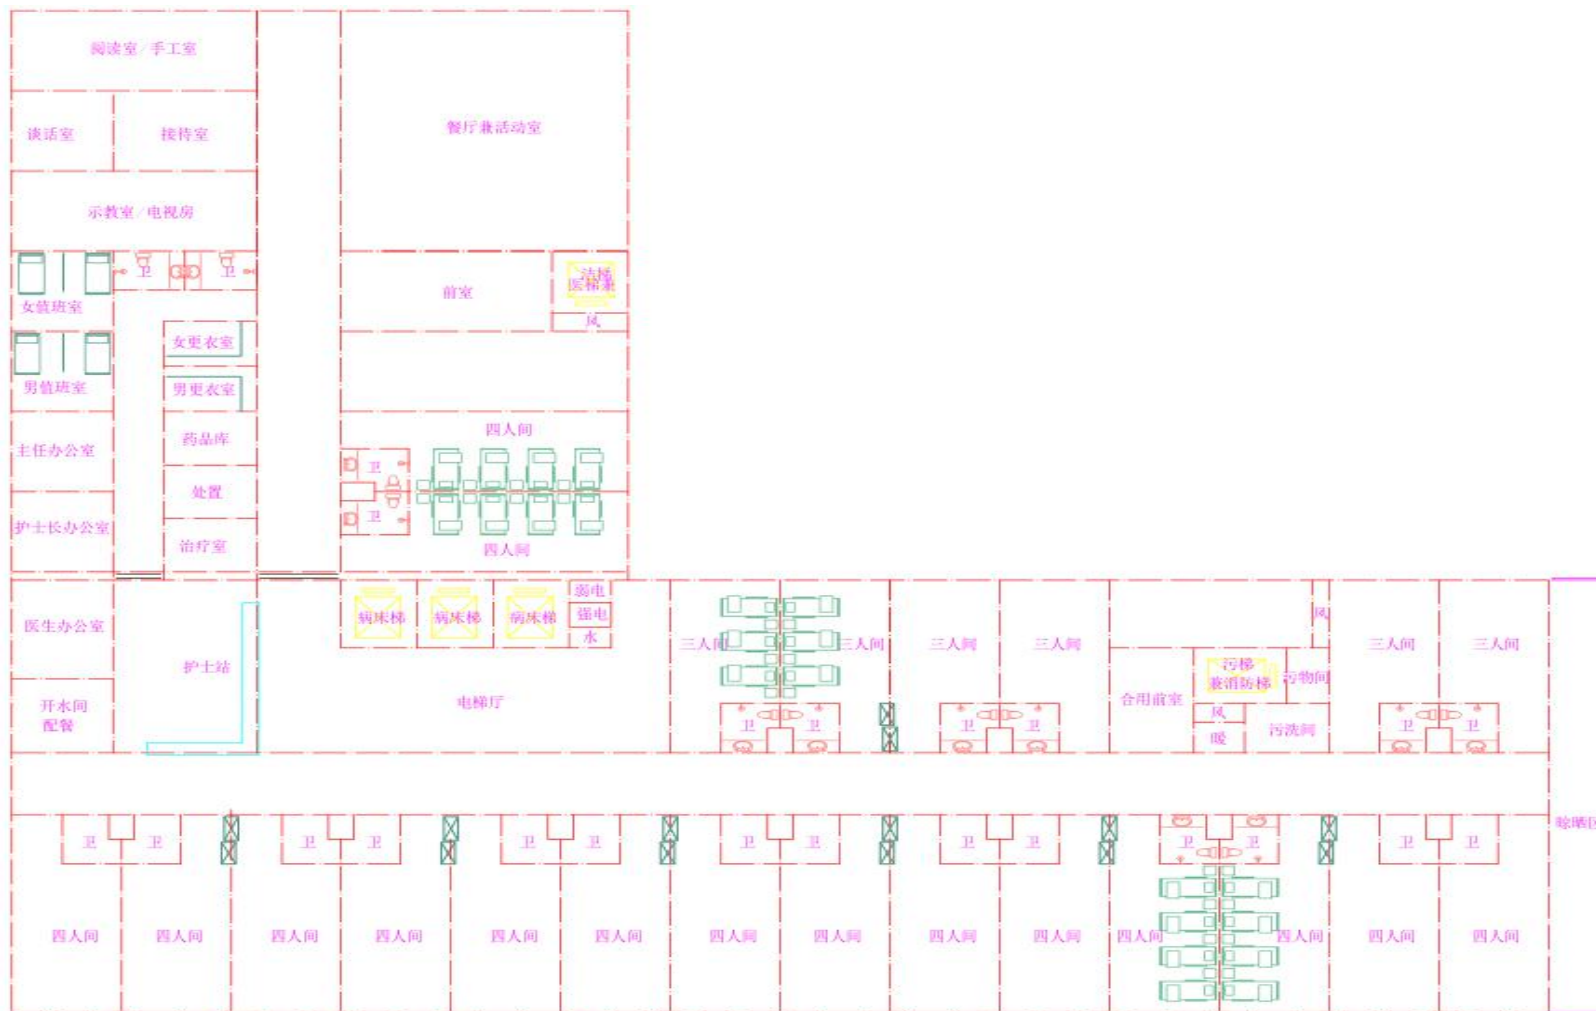 阅读室/手工室
谈话室
接待室
餐厅兼活动室
示教室/电视房
卫
卫
女值班室
前室
洁梯
医梯兼
风
女更衣室
男值班室
男更衣室
主任办公室
药品库
四人间
卫
处置
护士长办公室
卫
治疗室
四人间
医生办公室
护士站
病床梯
病床梯
病床梯
弱电
强电
水
开水间
配餐
电梯厅
三人间
三人间
三人间
三人间
风
三人间
三人间
合用前室
污梯
兼消防梯
污物间
卫
卫
卫
卫
风
暖
污洗间
卫
卫
晾晒区
卫
卫
卫
卫
卫
卫
卫
卫
卫
卫
卫
卫
卫
卫
四人间
四人间
四人间
四人间
四人间
四人间
四人间
四人间
四人间
四人间
四人间
四人间
四人间
四人间